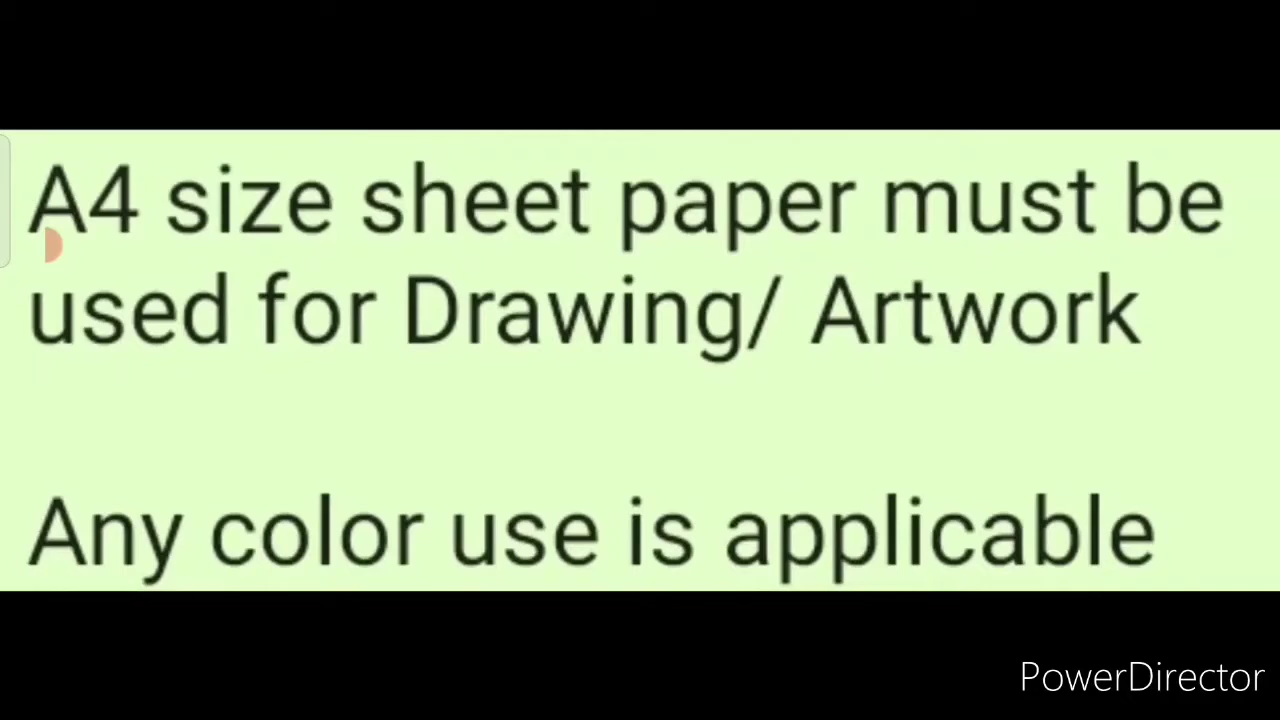 A4 size sheet paper must be
used for Drawing/ Artwork
Any color use is applicable
PowerDirector